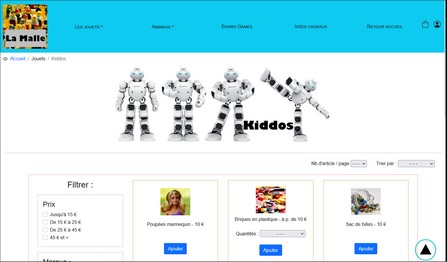 La Malle
Les jouets
Animaux
Board Games
Idées cadeaux
Retour accueil
Accueil / Jouets / Kiddos
Kiddos
Nb d'article / page : - - -
Trier par : - - -
Filtrer :
Prix
Jusqu'à 15 €
De 15 € à 25 €
De 25 € à 45 €
45 € et +
Poupées mannequin - 10 €
Ajouter
Briques en plastique - à p. de 10 €
Quantités - - -
Ajouter
Sac de billes - 10 €
Ajouter